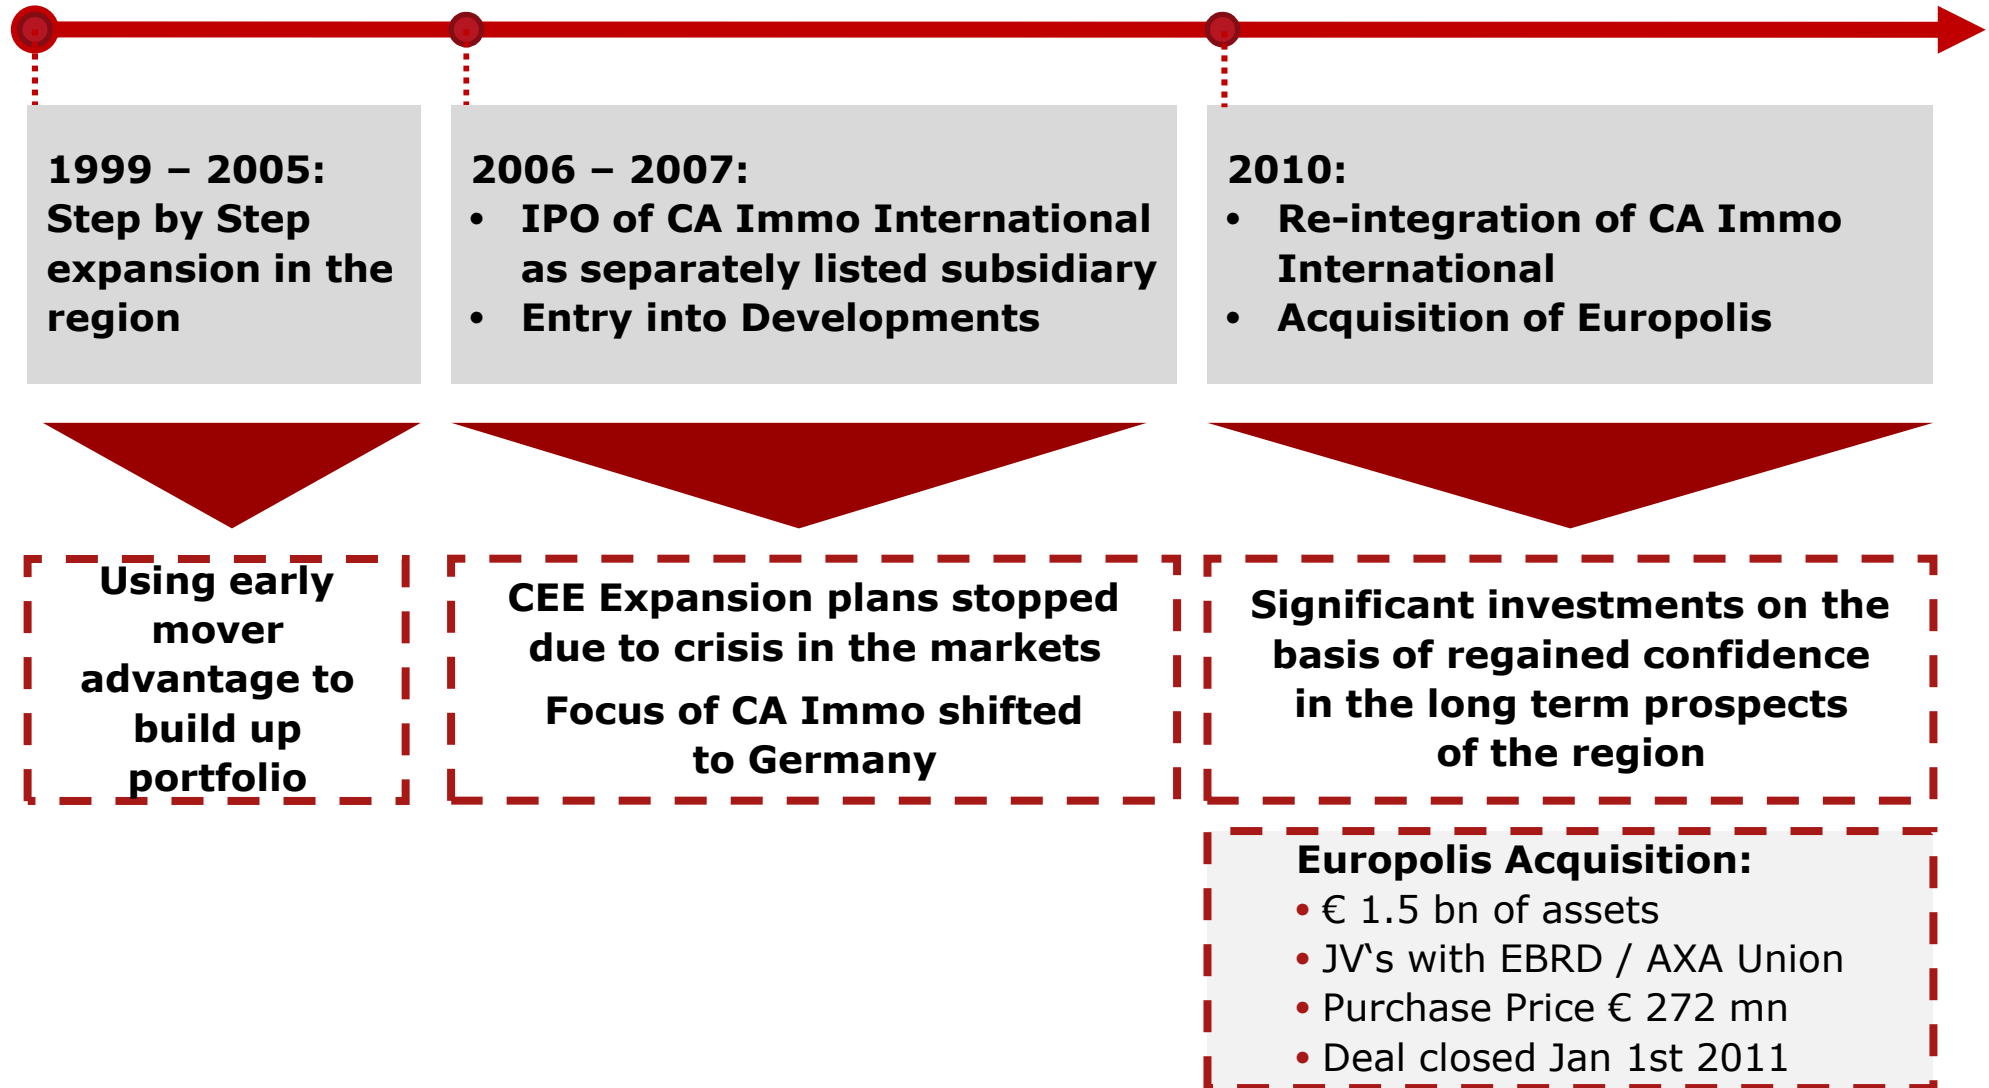 1999 – 2005:
Step by Step
expansion in the
region
2006 – 2007:
• IPO of CA Immo International
as separately listed subsidiary
• Entry into Developments
2010:
• Re-integration of CA Immo
International
• Acquisition of Europolis
Using early
mover
advantage to
build up
portfolio
CEE Expansion plans stopped
due to crisis in the markets
Focus of CA Immo shifted
to Germany
Significant investments on the
basis of regained confidence
in the long term prospects
of the region
Europolis Acquisition:
• € 1.5 bn of assets
• JV‛s with EBRD / AXA Union
• Purchase Price € 272 mn
• Deal closed Jan 1st 2011